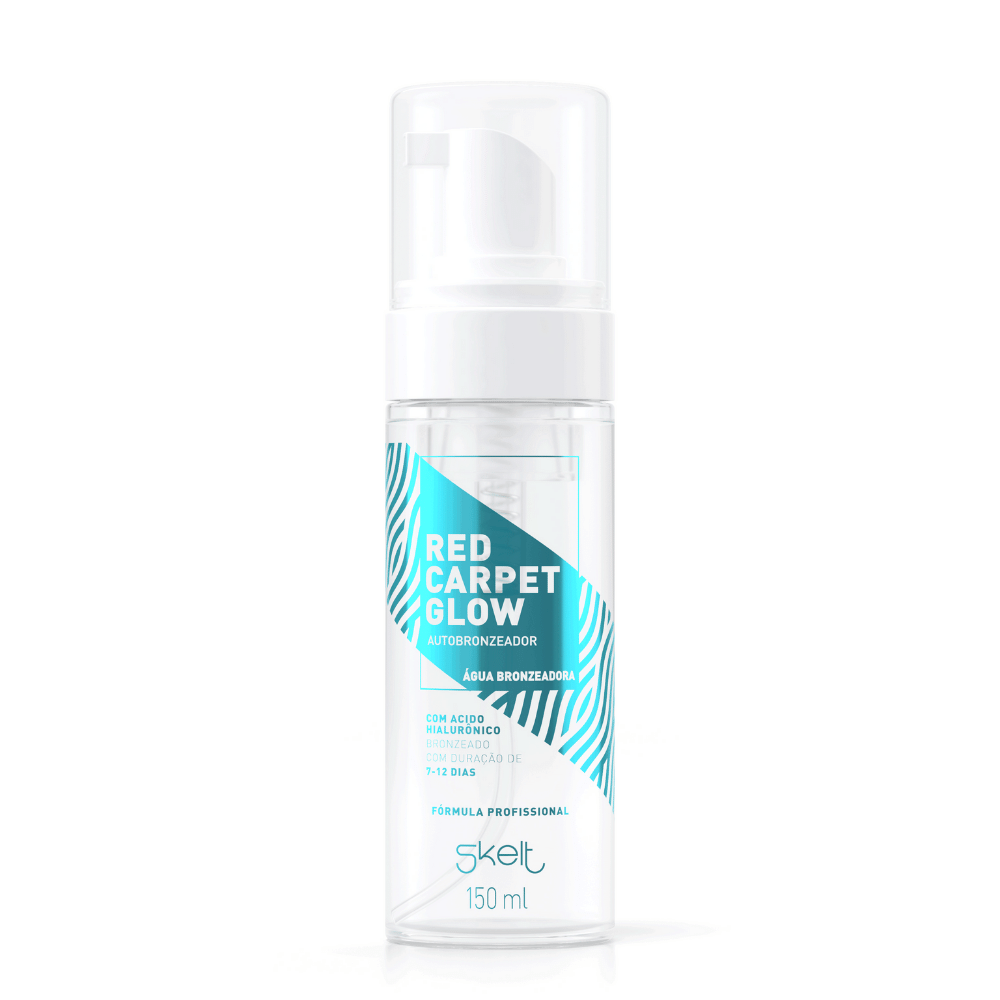 RED
CARPET
GLOW
AUTOBRONZEADOR
ÁGUA BRONZEADORA
COM ACIDO
HIALURÔNICO
BRONZEADO
COM DURAÇÃO DE
7-12 DIAS
FÓRMULA PROFISSIONAL
skelt
150 ml